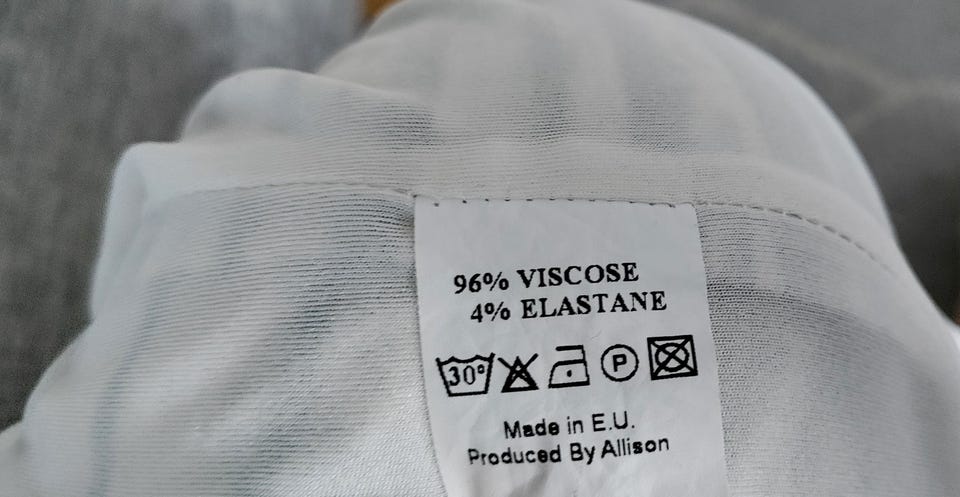 96% VISCOSE
4% ELASTANE
30° P
Made in E.U.
Produced By Allison